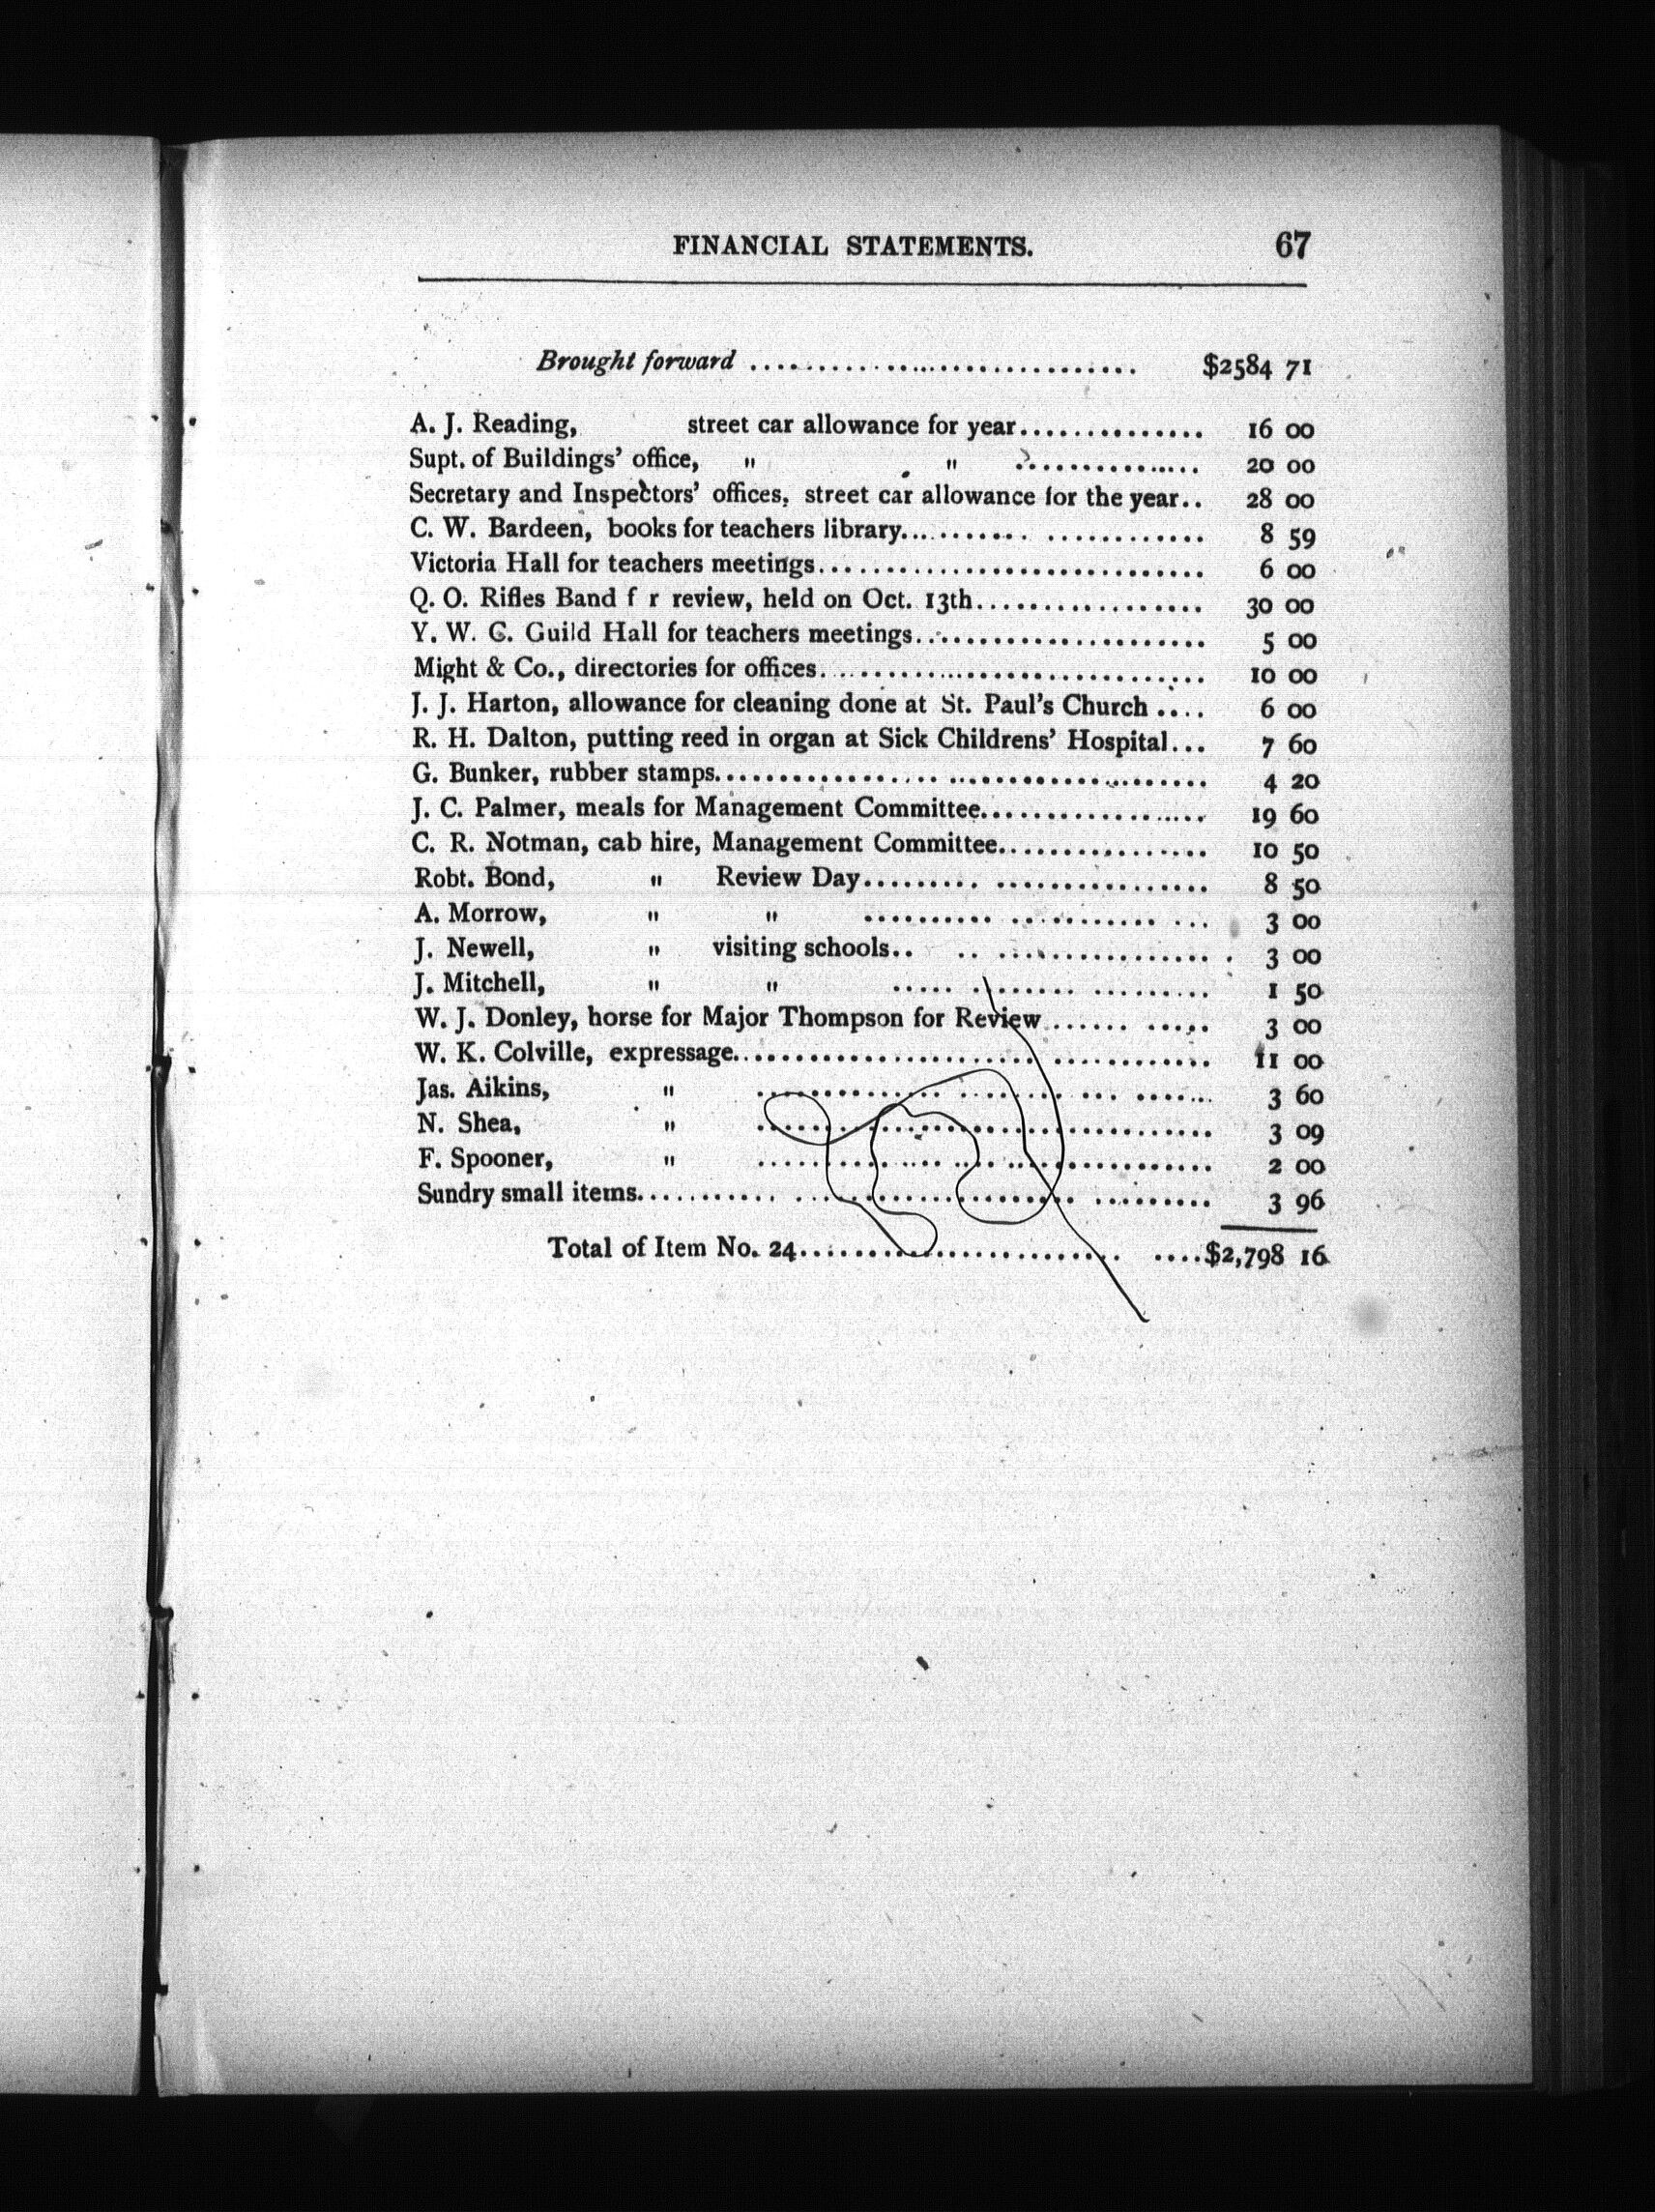 FINANCIAL STATEMENTS. 67
Brought forward ................................ $2584 71
A. J. Reading, street car allowance for year.............. 16 00
Supt. of Buildings' office, " " .............. 20 00
Secretary and Inspectors' offices, street car allowance for the year.. 28 00
C. W. Bardeen, books for teachers library.......... ............ 8 59
Victoria Hall for teachers meetings............................. 6 00
Q. O. Rifles Band f r review, held on Oct. 13th................. 30 00
Y. W. C. Guild Hall for teachers meetings...................... 5 00
Might & Co., directories for offices............................. 10 00
J. J. Harton, allowance for cleaning done at St. Paul's Church .... 6 00
R. H. Dalton, putting reed in organ at Sick Childrens' Hospital... 7 60
G. Bunker, rubber stamps................. .................... 4 20
J. C. Palmer, meals for Management Committee................. 19 60
C. R. Notman, cab hire, Management Committee................ 10 50
Robt. Bond, " Review Day......... ................ 8 50
A. Morrow, " " .......... ........... ... 3 00
J. Newell, " visiting schools.. .. ................ 3 00
J. Mitchell, " " ..... ........ ......... 1 50
W. J. Donley, horse for Major Thompson for Review...... ..... 3 00
W. K. Colville, expressage....................... ............ 11 00
Jas. Aikins, " .............. ........ ... ...... 3 60
N. Shea, " .................................. 3 09
F. Spooner, " .......... .... .... ............... 2 00
Sundry small items........... ..................... ......... 3 96
Total of Item No. 24........................ ....$2,798 16